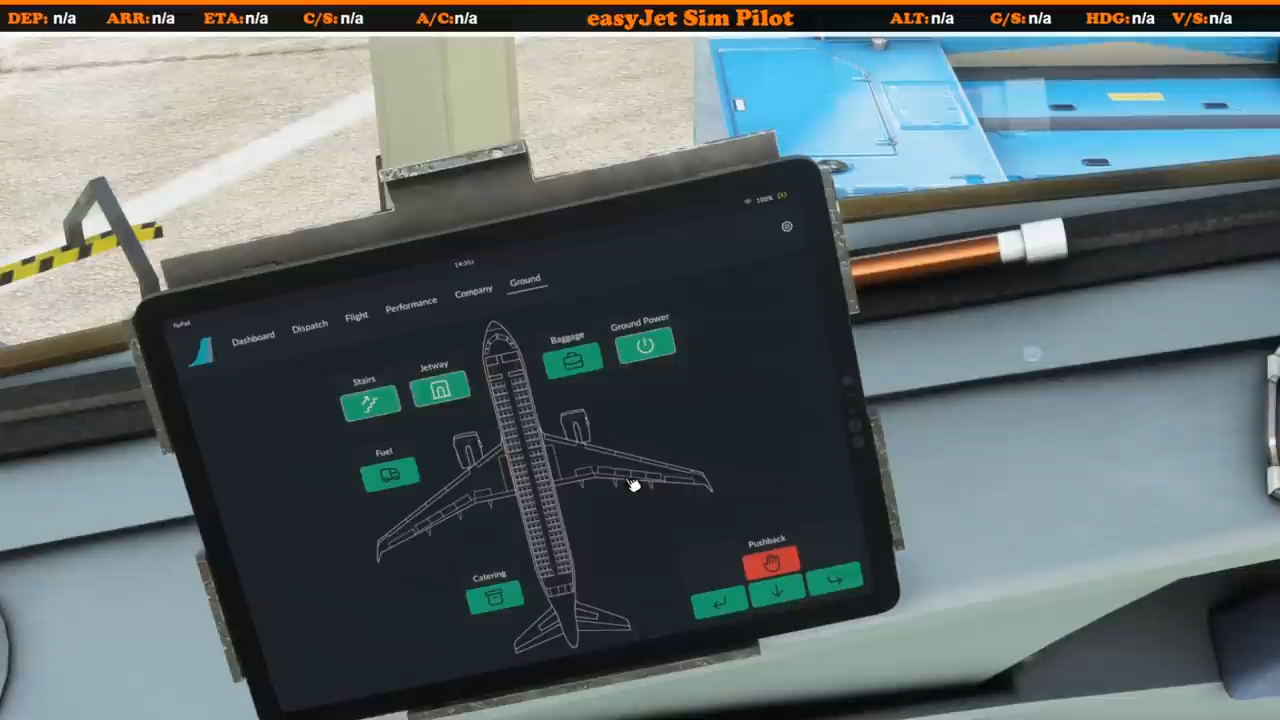 DEP: n/a ARR:n/a ETA:n/a C/S:n/a A/C:n/a easyJet Sim Pilot ALT:n/a G/S:n/a HDG:n/a V/S:n/a
100%
flyPad
Dashboard Dispatch Flight Performance Company Ground
Stairs Jetway Baggage Ground Power
Fuel
Catering
Pushback